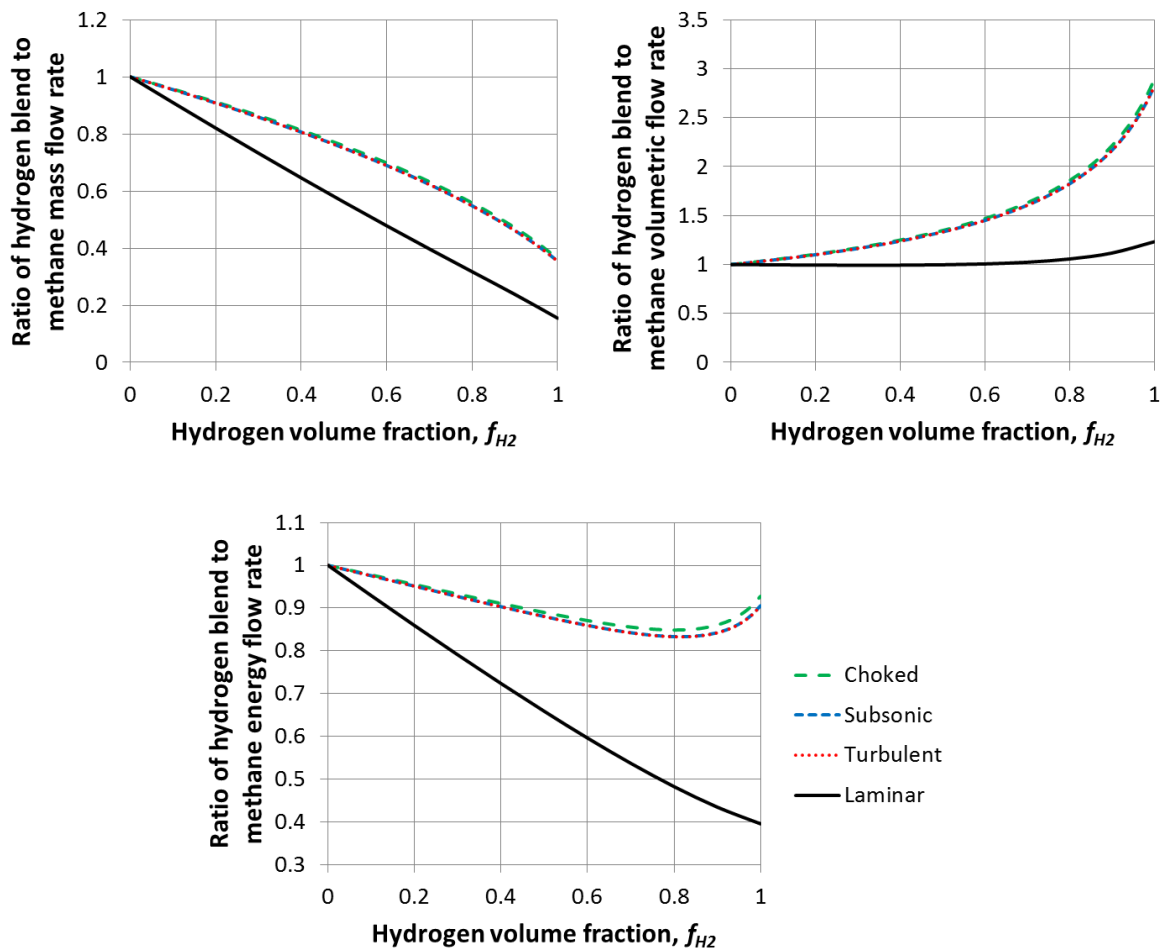 Ratio of hydrogen blend to
methane mass flow rate
1.2
1
0.8
0.6
0.4
0.2
0
0 0.2 0.4 0.6 0.8 1
Hydrogen volume fraction, fH2
Ratio of hydrogen blend to
methane volumetric flow rate
3.5
3
2.5
2
1.5
1
0.5
0
0 0.2 0.4 0.6 0.8 1
Hydrogen volume fraction, fH2
Ratio of hydrogen blend to
methane energy flow rate
1.1
1
0.9
0.8
0.7
0.6
0.5
0.4
0.3
0 0.2 0.4 0.6 0.8 1
Hydrogen volume fraction, fH2
Choked
Subsonic
Turbulent
Laminar